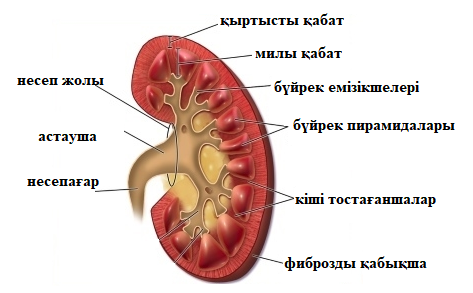 қыртысты қабат
милы қабат
несеп жолы
бүйрек емізікшелері
астауша
бүйрек пирамидалары
несепағар
кіші тостағаншалар
фиброзды қабықша